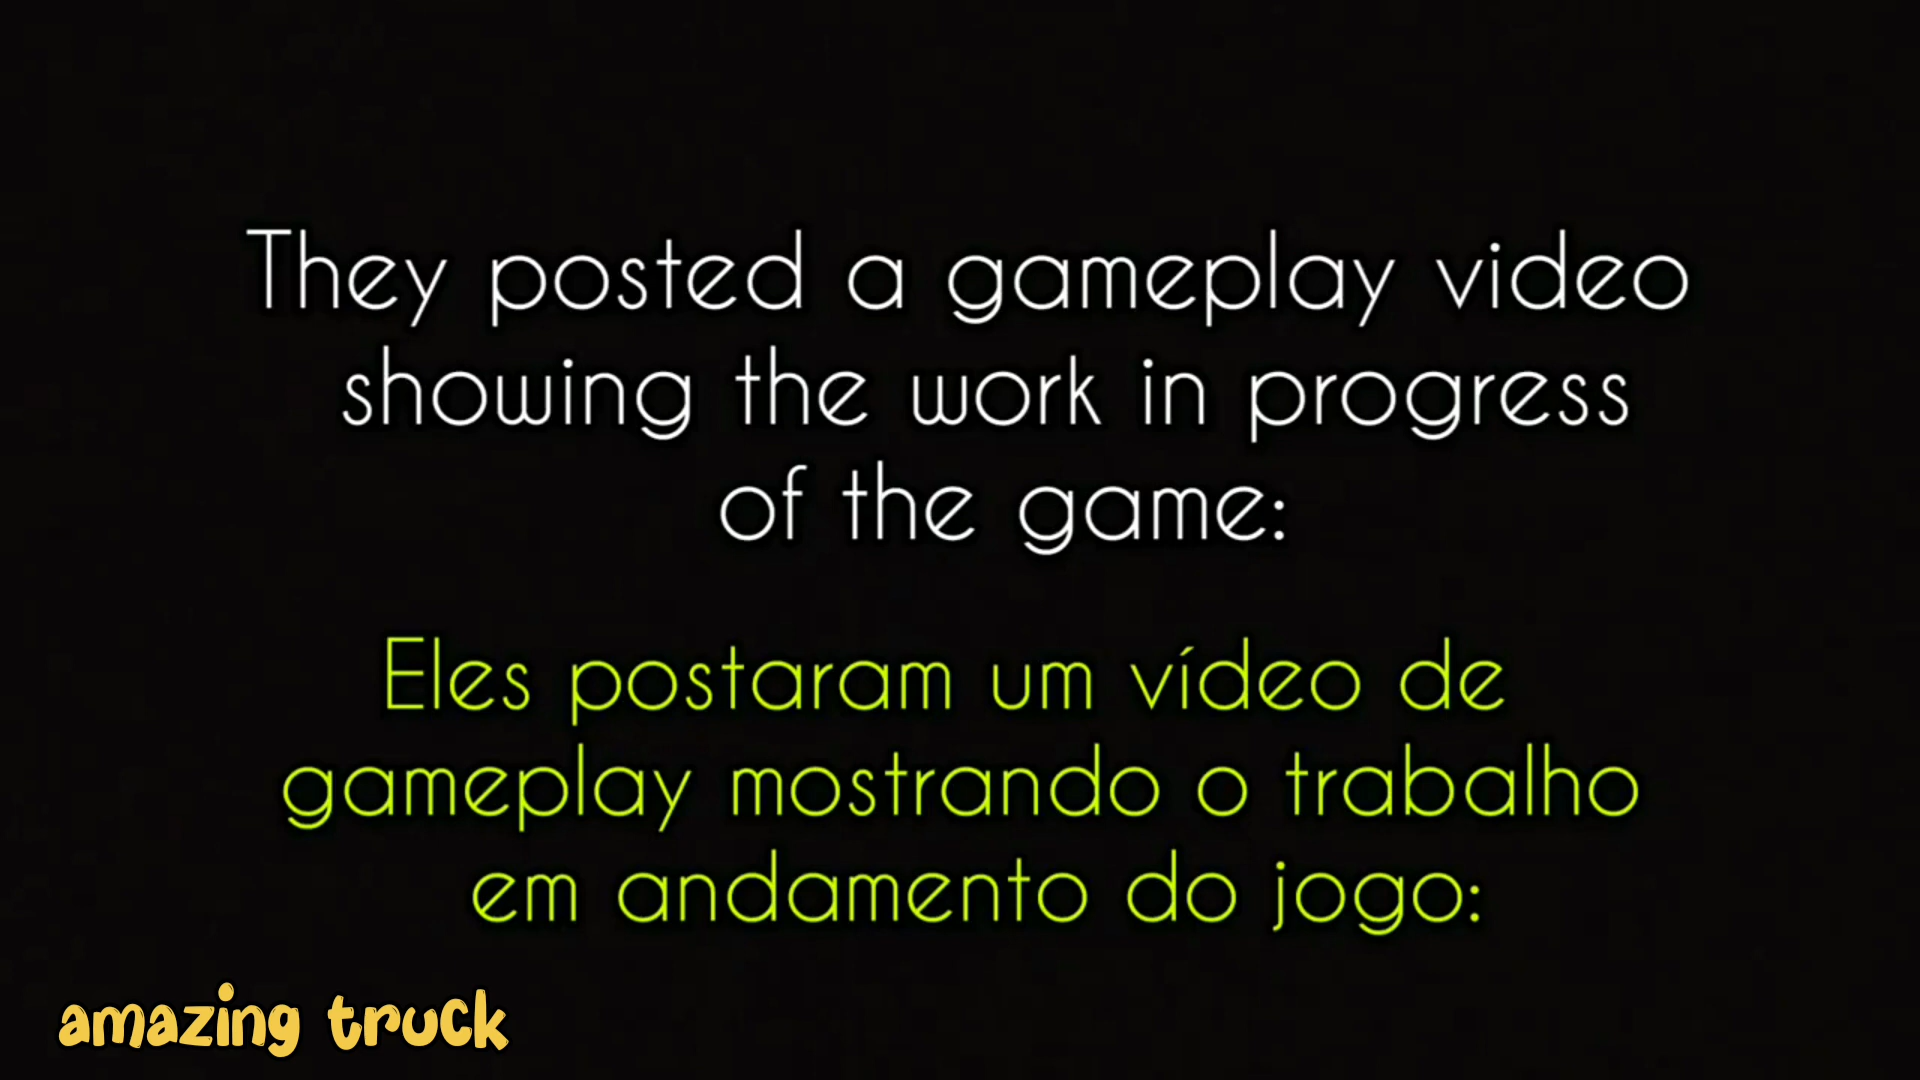 They posted a gameplay video
showing the work in progress
of the game:
Eles postaram um vídeo de
gameplay mostrando o trabalho
em andamento do jogo:
amazing truck